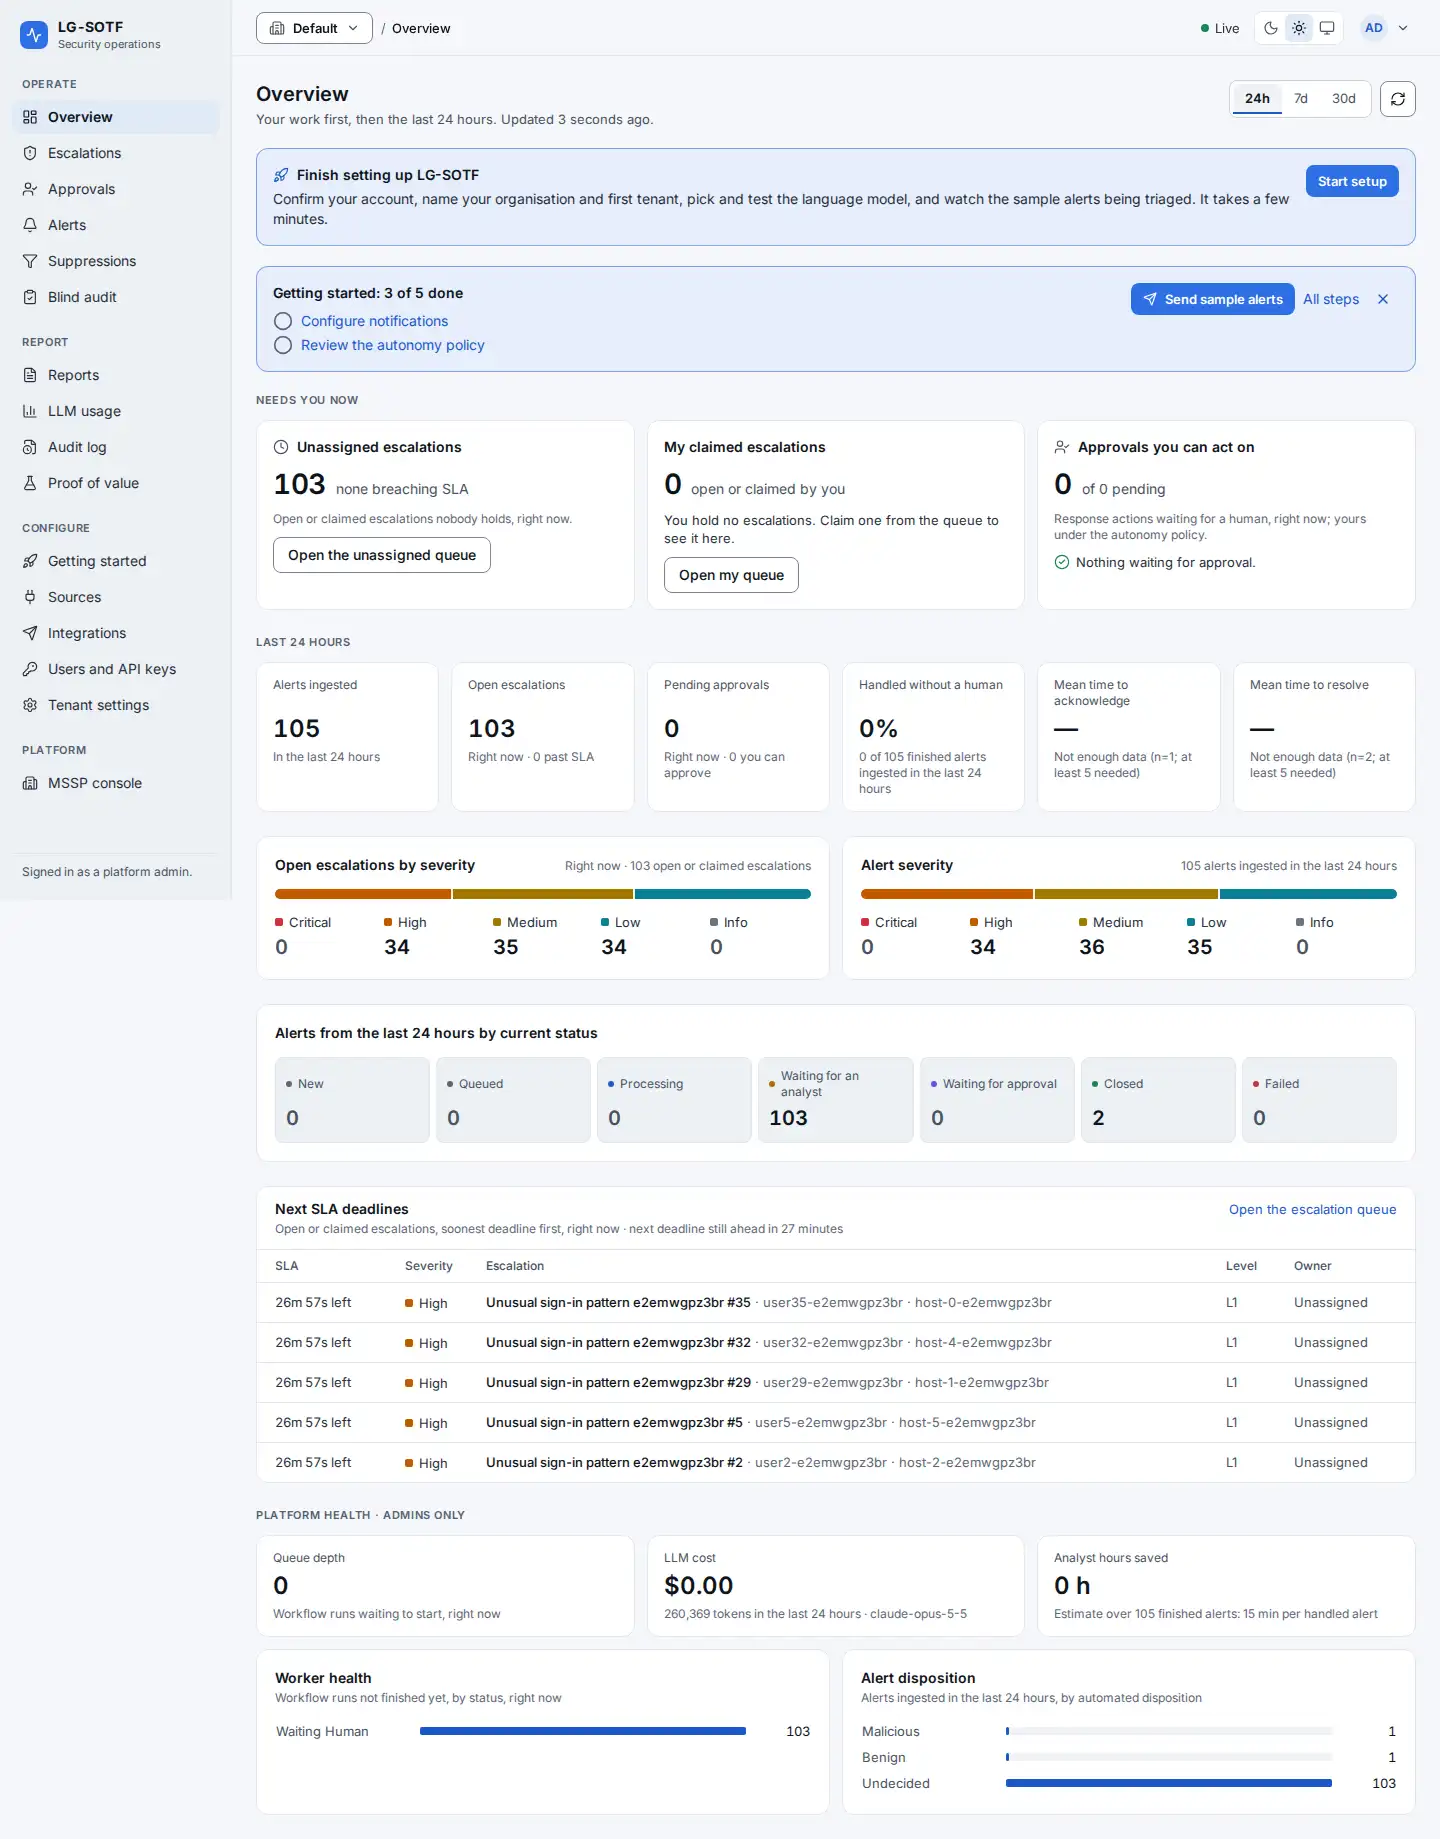 LG-SOTF
Security operations
OPERATE
Overview
Escalations
Approvals
Alerts
Suppressions
Blind audit
REPORT
Reports
LLM usage
Audit log
Proof of value
CONFIGURE
Getting started
Sources
Integrations
Users and API keys
Tenant settings
PLATFORM
MSSP console
Signed in as a platform admin.
Default / Overview
Live
AD
Overview
Your work first, then the last 24 hours. Updated 3 seconds ago.
24h 7d 30d
Finish setting up LG-SOTF
Confirm your account, name your organisation and first tenant, pick and test the language model, and watch the sample alerts being triaged. It takes a few
minutes.
Start setup
Getting started: 3 of 5 done
Configure notifications
Review the autonomy policy
Send sample alerts
All steps
NEEDS YOU NOW
Unassigned escalations
103 none breaching SLA
Open or claimed escalations nobody holds, right now.
Open the unassigned queue
My claimed escalations
0 open or claimed by you
You hold no escalations. Claim one from the queue to
see it here.
Open my queue
Approvals you can act on
0 of 0 pending
Response actions waiting for a human, right now; yours
under the autonomy policy.
Nothing waiting for approval.
LAST 24 HOURS
Alerts ingested
105
In the last 24 hours
Open escalations
103
Right now · 0 past SLA
Pending approvals
0
Right now · 0 you can
approve
Handled without a human
0%
0 of 105 finished alerts
ingested in the last 24
hours
Mean time to
acknowledge
—
Not enough data (n=1; at
least 5 needed)
Mean time to resolve
—
Not enough data (n=2; at
least 5 needed)
Open escalations by severity
Right now · 103 open or claimed escalations
Critical High Medium Low Info
0 34 35 34 0
Alert severity
105 alerts ingested in the last 24 hours
Critical High Medium Low Info
0 34 36 35 0
Alerts from the last 24 hours by current status
New
0
Queued
0
Processing
0
Waiting for an
analyst
103
Waiting for approval
0
Closed
2
Failed
0
Next SLA deadlines
Open or claimed escalations, soonest deadline first, right now · next deadline still ahead in 27 minutes
Open the escalation queue
SLA Severity Escalation Level Owner
26m 57s left High Unusual sign-in pattern e2emwgpz3br #35 · user35-e2emwgpz3br · host-0-e2emwgpz3br L1 Unassigned
26m 57s left High Unusual sign-in pattern e2emwgpz3br #32 · user32-e2emwgpz3br · host-4-e2emwgpz3br L1 Unassigned
26m 57s left High Unusual sign-in pattern e2emwgpz3br #29 · user29-e2emwgpz3br · host-1-e2emwgpz3br L1 Unassigned
26m 57s left High Unusual sign-in pattern e2emwgpz3br #5 · user5-e2emwgpz3br · host-5-e2emwgpz3br L1 Unassigned
26m 57s left High Unusual sign-in pattern e2emwgpz3br #2 · user2-e2emwgpz3br · host-2-e2emwgpz3br L1 Unassigned
PLATFORM HEALTH · ADMINS ONLY
Queue depth
0
Workflow runs waiting to start, right now
LLM cost
$0.00
260,369 tokens in the last 24 hours · claude-opus-5-5
Analyst hours saved
0 h
Estimate over 105 finished alerts: 15 min per handled alert
Worker health
Workflow runs not finished yet, by status, right now
Waiting Human 103
Alert disposition
Alerts ingested in the last 24 hours, by automated disposition
Malicious 1
Benign 1
Undecided 103